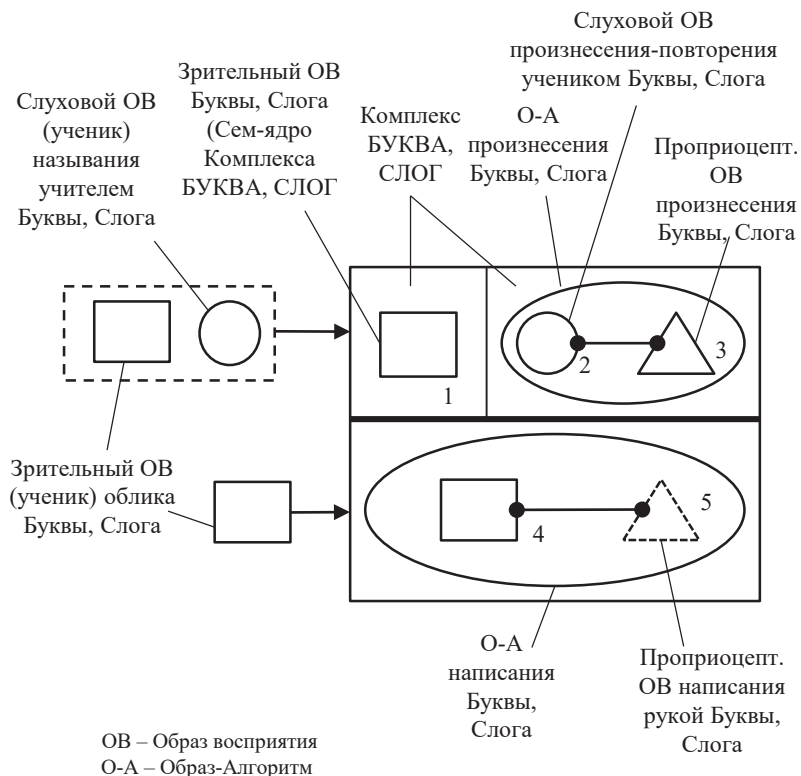 Слуховой ОВ
(ученик)
называния
учителем
Буквы, Слога
Зрительный ОВ
Буквы, Слога
(Сем-ядро
Комплекса
БУКВА, СЛОГ
Комплекс
БУКВА,
СЛОГ
О-А
произнесения
Буквы, Слога
Слуховой ОВ
произнесения-повторения
учеником Буквы, Слога
Проприоцепт.
ОВ
произнесения
Буквы, Слога
1
2
3
Зрительный ОВ
(ученик) облика
Буквы, Слога
4
5
О-А
написания
Буквы,
Слога
Проприоцепт.
ОВ написания
рукой Буквы,
Слога
ОВ – Образ восприятия
О-А – Образ-Алгоритм